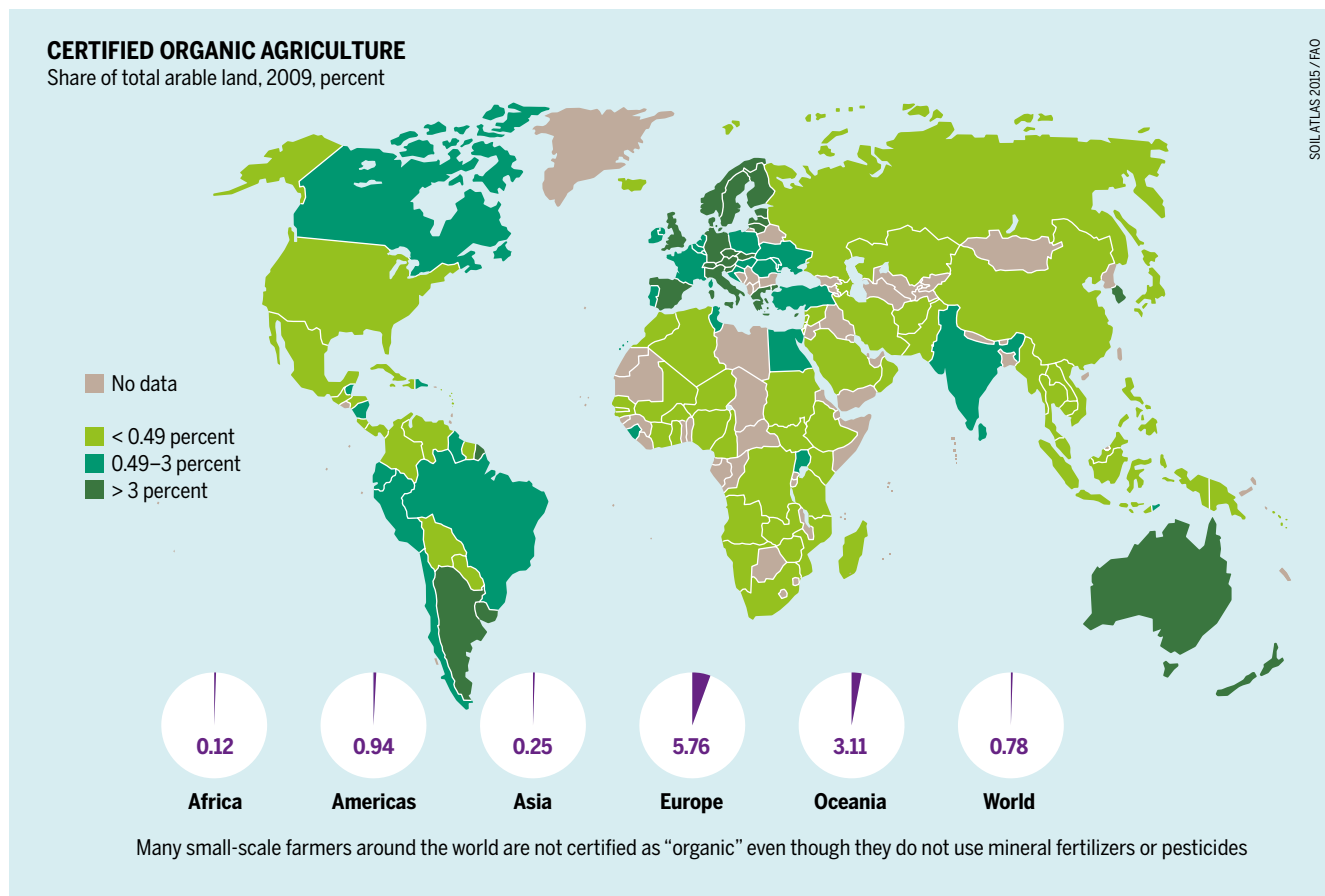 CERTIFIED ORGANIC AGRICULTURE
Share of total arable land, 2009, percent
SOIL ATLAS 2015 / FAO
No data
< 0.49 percent
0.49–3 percent
> 3 percent
0.12
0.94
0.25
5.76
3.11
0.78
Africa
Americas
Asia
Europe
Oceania
World
Many small-scale farmers around the world are not certified as “organic” even though they do not use mineral fertilizers or pesticides